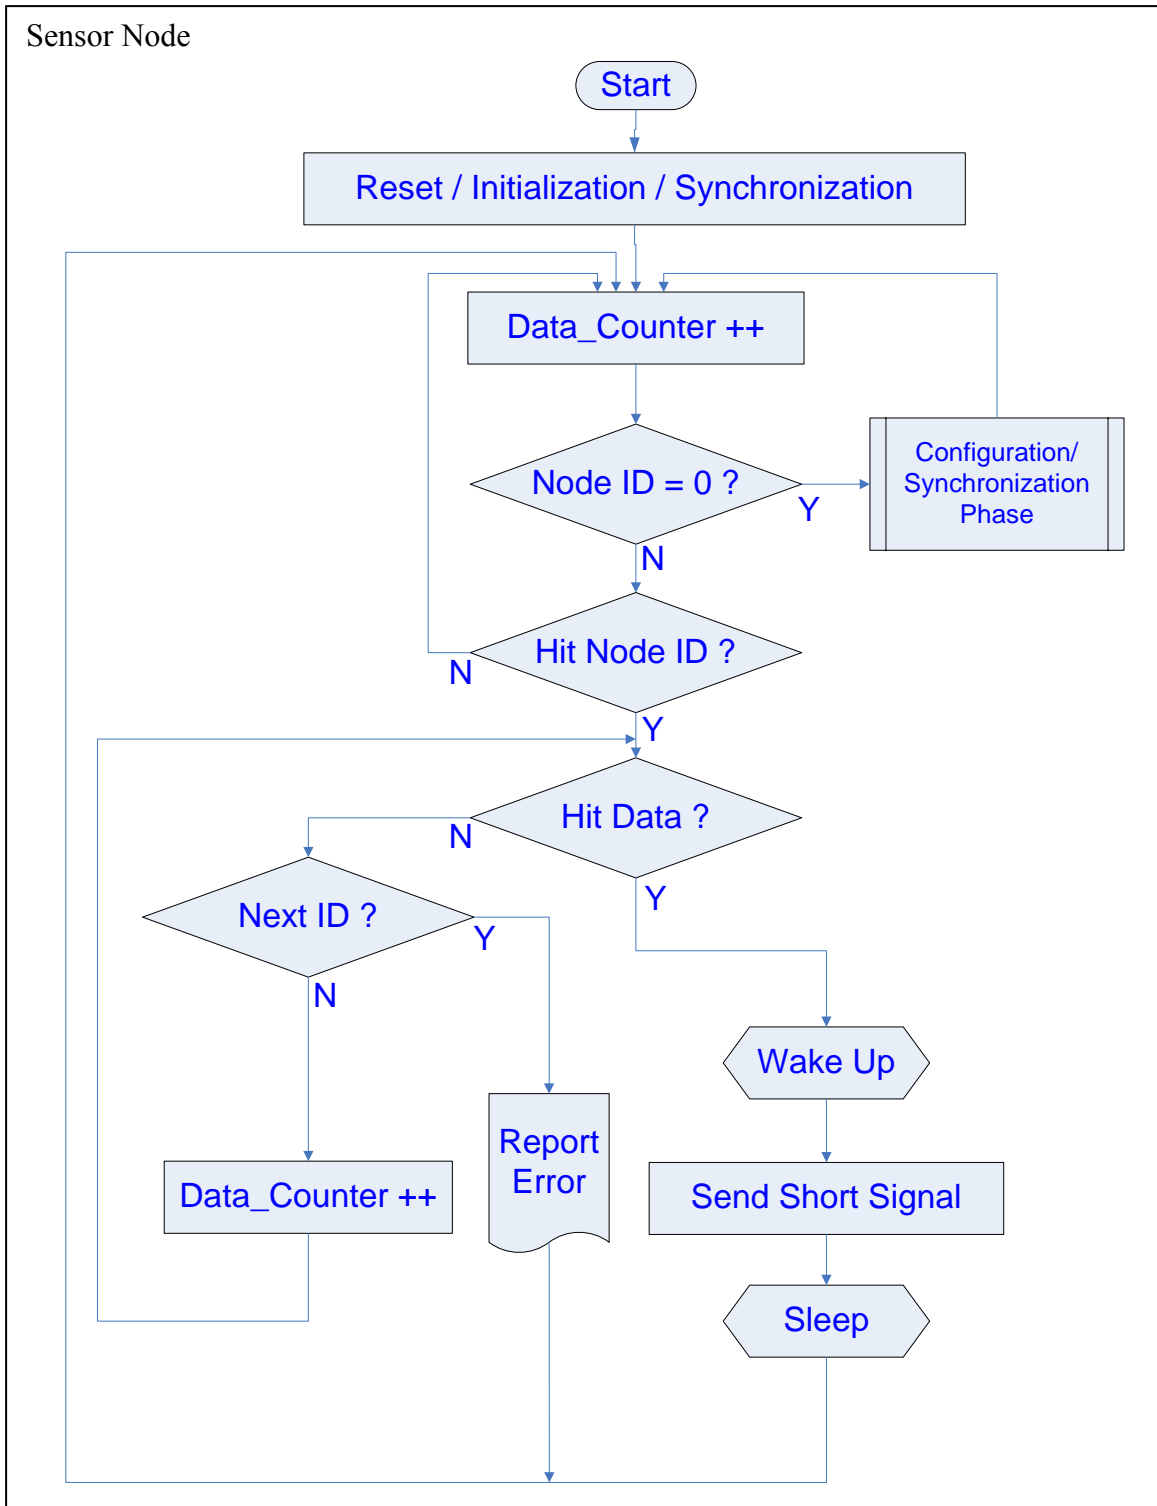 Sensor Node
Start
Reset / Initialization / Synchronization
Data_Counter ++
Node ID = 0 ?
Y
Configuration/
Synchronization
Phase
N
Hit Node ID ?
N
Y
Hit Data ?
N
Y
Next ID ?
Y
N
Wake Up
Report
Error
Data_Counter ++
Send Short Signal
Sleep